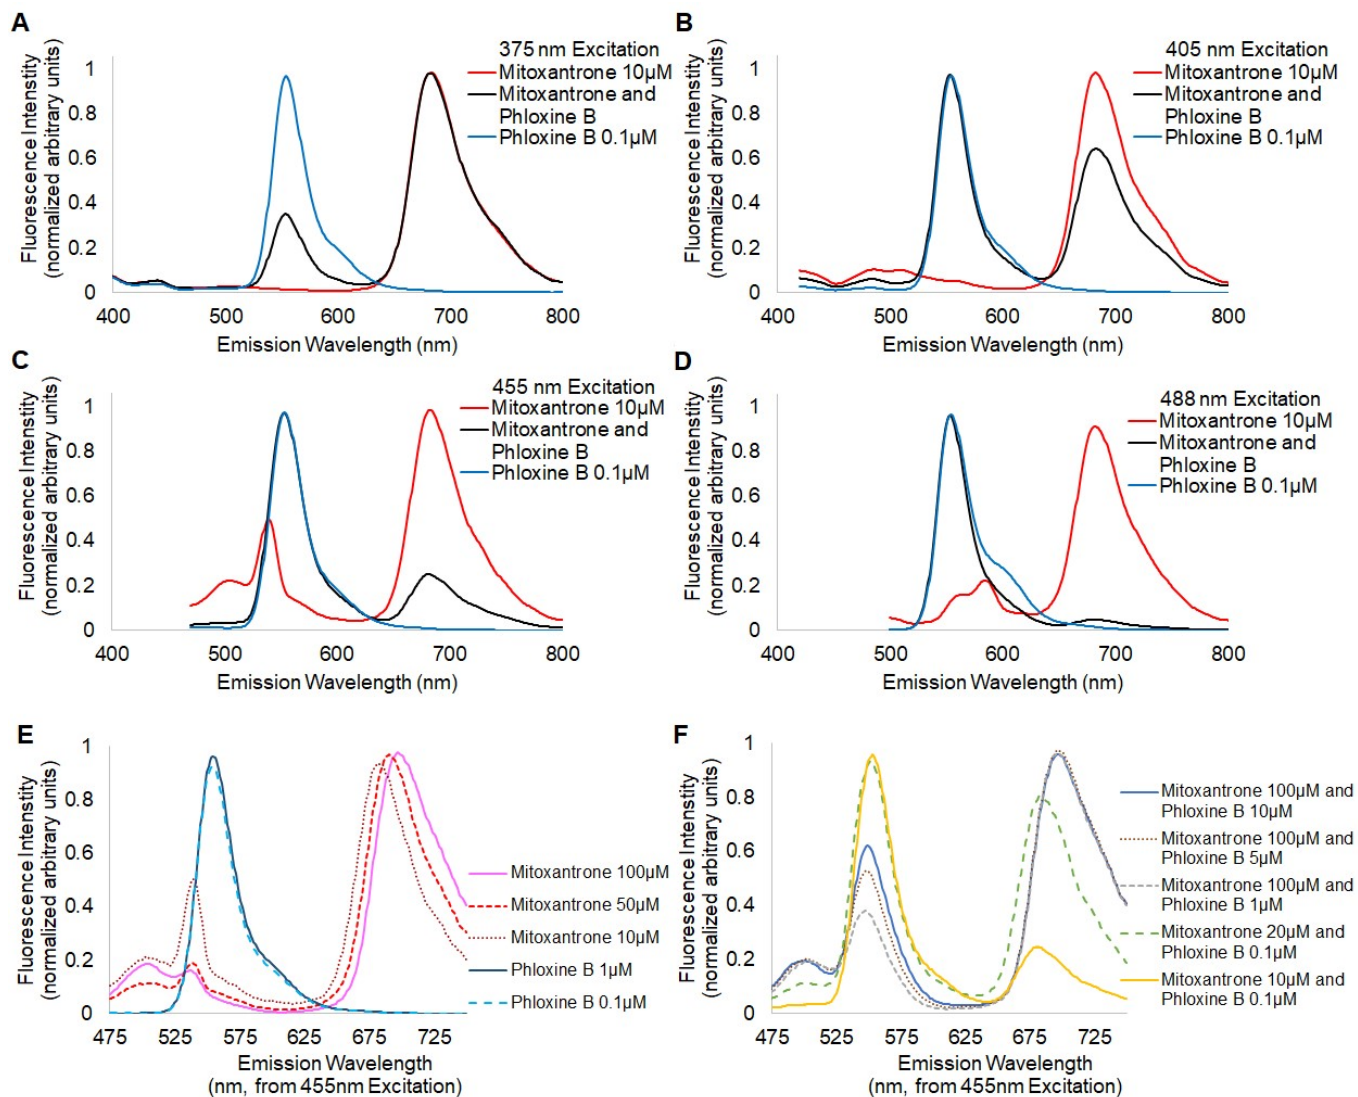 A
375 nm Excitation
Mitoxantrone 10µM
Mitoxantrone and
Phloxine B
Phloxine B 0.1µM
Fluorescence Intenstity
(normalized arbitrary units)
1
0.8
0.6
0.4
0.2
0
400 500 600 700 800
Emission Wavelength (nm)
B
405 nm Excitation
Mitoxantrone 10µM
Mitoxantrone and
Phloxine B
Phloxine B 0.1µM
Fluorescence Intenstity
(normalized arbitrary units)
1
0.8
0.6
0.4
0.2
0
400 500 600 700 800
Emission Wavelength (nm)
C
455 nm Excitation
Mitoxantrone 10µM
Mitoxantrone and
Phloxine B
Phloxine B 0.1µM
Fluorescence Intenstity
(normalized arbitrary units)
1
0.8
0.6
0.4
0.2
0
400 500 600 700 800
Emission Wavelength (nm)
D
488 nm Excitation
Mitoxantrone 10µM
Mitoxantrone and
Phloxine B
Phloxine B 0.1µM
Fluorescence Intenstity
(normalized arbitrary units)
1
0.8
0.6
0.4
0.2
0
400 500 600 700 800
Emission Wavelength (nm)
E
Fluorescence Intenstity
(normalized arbitrary units)
1
0.8
0.6
0.4
0.2
0
Mitoxantrone 100µM
Mitoxantrone 50µM
Mitoxantrone 10µM
Phloxine B 1µM
Phloxine B 0.1µM
475 525 575 625 675 725
Emission Wavelength
(nm, from 455nm Excitation)
F
Fluorescence Intenstity
(normalized arbitrary units)
1
0.8
0.6
0.4
0.2
0
Mitoxantrone 100µM and
Phloxine B 10µM
Mitoxantrone 100µM and
Phloxine B 5µM
Mitoxantrone 100µM and
Phloxine B 1µM
Mitoxantrone 20µM and
Phloxine B 0.1µM
Mitoxantrone 10µM and
Phloxine B 0.1µM
475 525 575 625 675 725
Emission Wavelength
(nm, from 455nm Excitation)